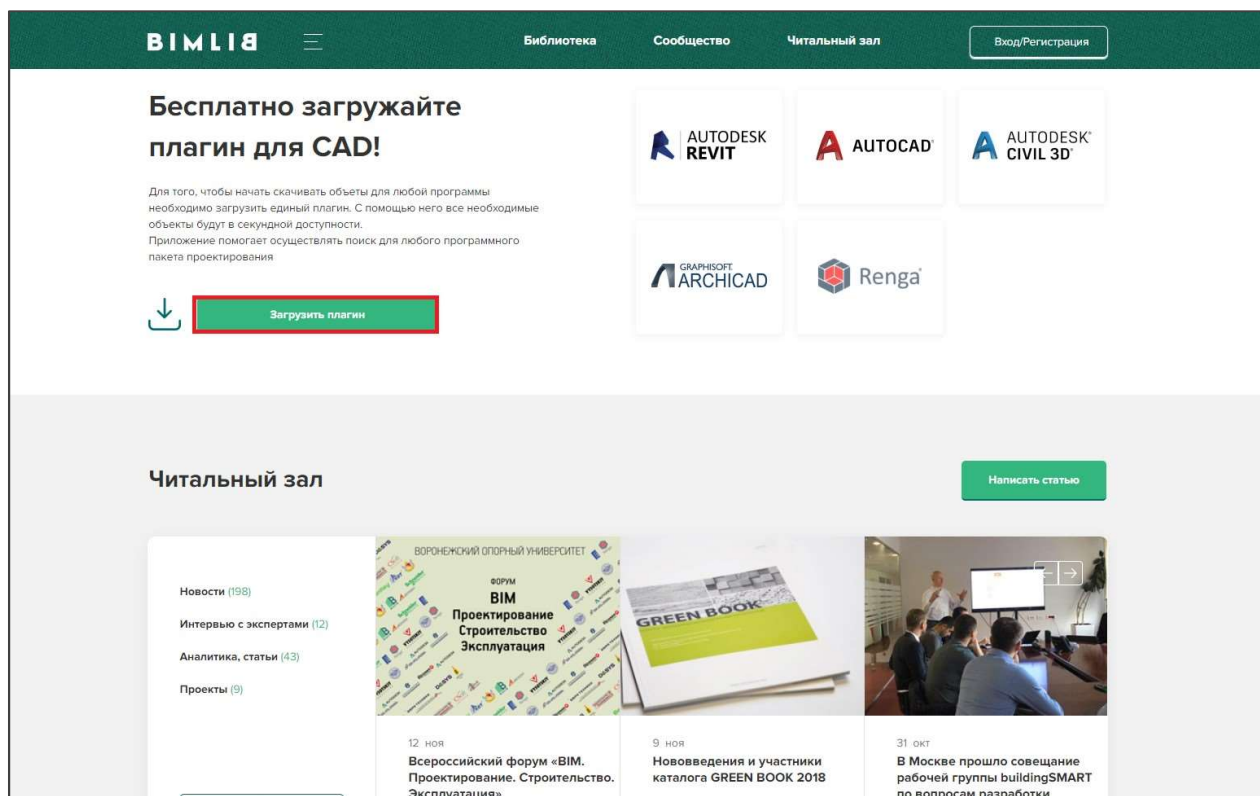 BIMLIB
Библиотека
Сообщество
Читальный зал
Вход/Регистрация
Бесплатно загружайте
плагин для CAD!
Для того, чтобы начать скачивать объеты для любой программы
необходимо загрузить единый плагин. С помощью него все необходимые
объекты будут в секундной доступности.
Приложение помогает осуществлять поиск для любого программного
пакета проектирования
Загрузить плагин
AUTODESK
REVIT
AUTOCAD
AUTODESK
CIVIL 3D
GRAPHISOFT
ARCHICAD
Renga
Читальный зал
Написать статью
Новости (198)
Интервью с экспертами (12)
Аналитика, статьи (43)
Проекты (9)
ВОРОНЕЖСКИЙ ОПОРНЫЙ УНИВЕРСИТЕТ
ФОРУМ
BIM
Проектирование
Строительство
Эксплуатация
GREEN BOOK
12 ноя
Всероссийский форум «BIM.
Проектирование. Строительство.
Эксплуатация»
9 ноя
Нововведения и участники
каталога GREEN BOOK 2018
31 окт
В Москве прошло совещание
рабочей группы buildingSMART
по вопросам разработки